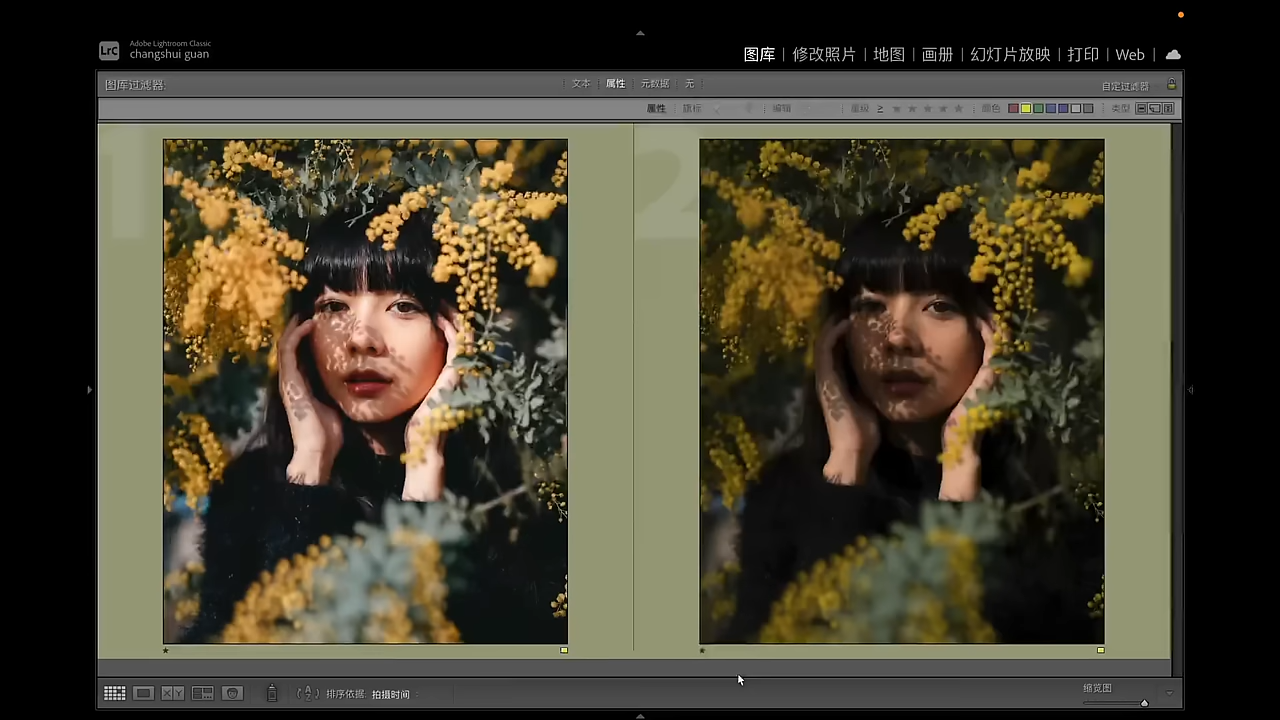 LrC
Adobe Lightroom Classic
changshui guan
图库 | 修改照片 | 地图 | 画册 | 幻灯片放映 | 打印 | Web |
图库过滤器:
文本 属性 元数据 无
自定过滤器
属性 旗标 编辑 星级 ≥ ★ ★ ★ ★ ★ 颜色 类型
1
2
排序依据: 拍摄时间
缩览图